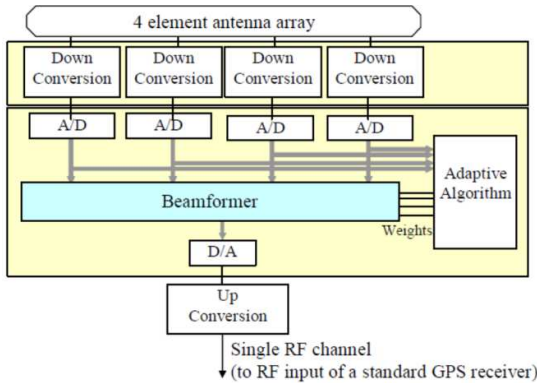 4 element antenna array
Down Down Down Down
Conversion Conversion Conversion Conversion
A/D A/D A/D A/D
Adaptive
Algorithm
Beamformer
Weights
D/A
Up
Conversion
Single RF channel
(to RF input of a standard GPS receiver)